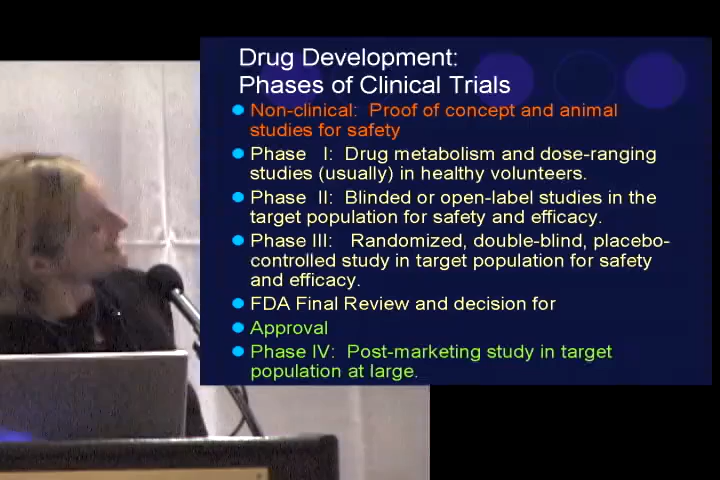 Drug Development:
Phases of Clinical Trials
Non-clinical: Proof of concept and animal
studies for safety
Phase I: Drug metabolism and dose-ranging
studies (usually) in healthy volunteers.
Phase II: Blinded or open-label studies in the
target population for safety and efficacy.
Phase III: Randomized, double-blind, placebo-
controlled study in target population for safety
and efficacy.
FDA Final Review and decision for
Approval
Phase IV: Post-marketing study in target
population at large.